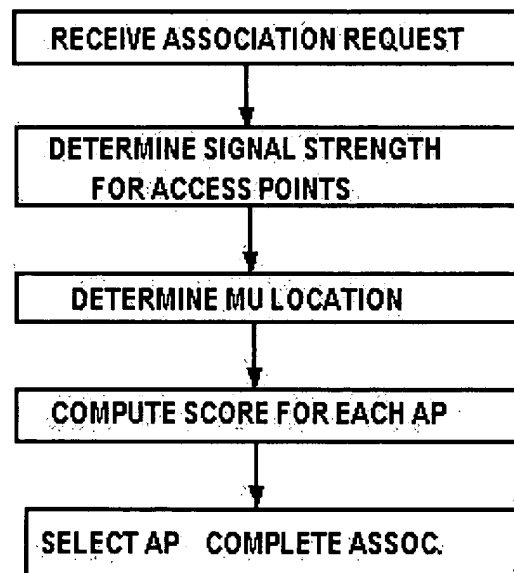 RECEIVE ASSOCIATION REQUEST
DETERMINE SIGNAL STRENGTH
FOR ACCESS POINTS
DETERMINE MU LOCATION
COMPUTE SCORE FOR EACH AP
SELECT AP COMPLETE ASSOC.